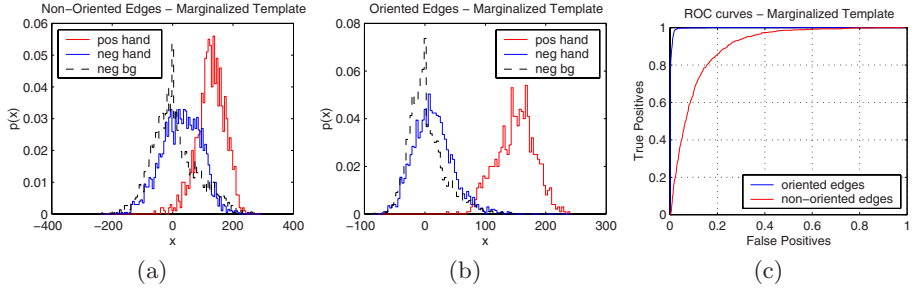 Non-Oriented Edges – Marginalized Template
0.06
0.05
0.04
0.03
0.02
0.01
0
p(x)
−400
−200
0
200
400
x
pos hand
neg hand
neg bg
(a)
Oriented Edges – Marginalized Template
0.08
0.06
0.04
0.02
0
p(x)
−100
0
100
200
300
x
pos hand
neg hand
neg bg
(b)
ROC curves – Marginalized Template
1
0.8
0.6
0.4
0.2
0
True Positives
0
0.2
0.4
0.6
0.8
1
False Positives
oriented edges
non-oriented edges
(c)